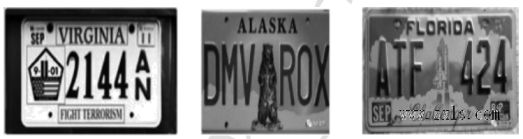 SEP VIRGINIA 11
9-11-01 2144 AN
FIGHT TERRORISM
ALASKA
DMV ROX
FLORIDA
ATF 424
SEP